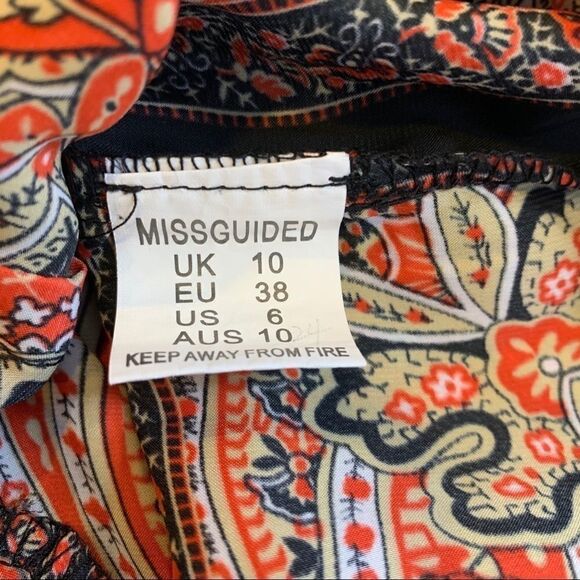 MISSGUIDED
UK 10
EU 38
US 6
AUS 10
KEEP AWAY FROM FIRE